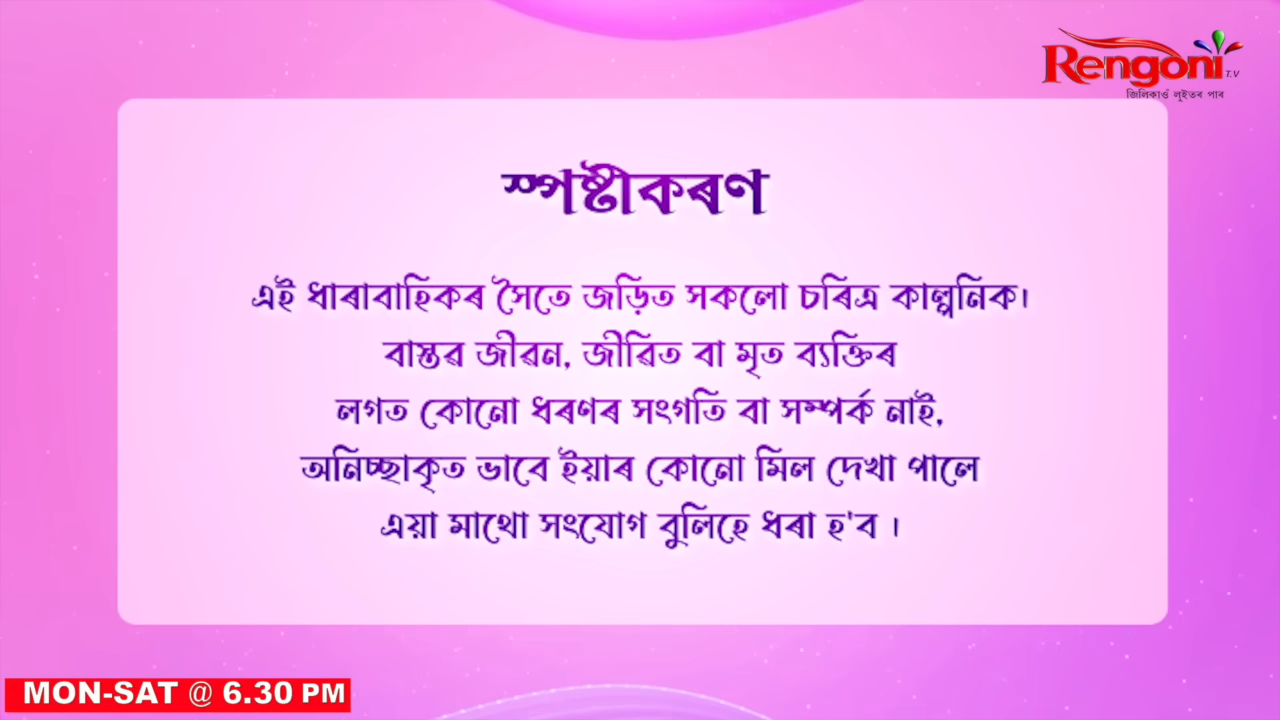 Rengoni T.V
জিলিকাওঁ লুইতৰ পাৰ
স্পষ্টীকৰণ
এই ধাৰাবাহিকৰ সৈতে জড়িত সকলো চৰিত্ৰ কাল্পনিক।
বাস্তৱ জীৱন, জীৱিত বা মৃত ব্যক্তিৰ
লগত কোনো ধৰণৰ সংগতি বা সম্পৰ্ক নাই,
অনিচ্ছাকৃত ভাবে ইয়াৰ কোনো মিল দেখা পালে
এয়া মাথো সংযোগ বুলিহে ধৰা হ'ব ।
MON-SAT @ 6.30 PM